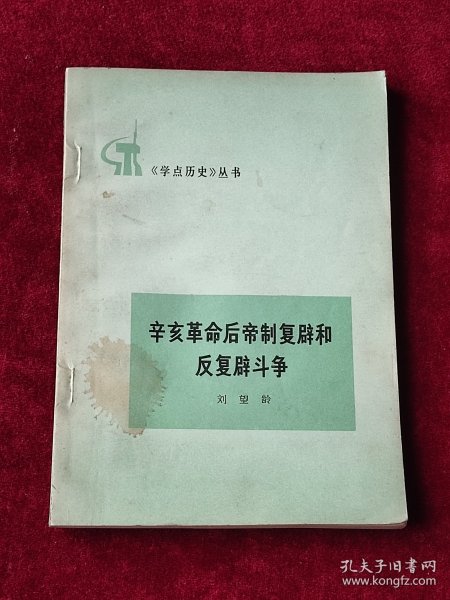 《学点历史》丛书
辛亥革命后帝制复辟和
反复辟斗争
刘望龄
孔夫子旧书网
www.kongfz.com